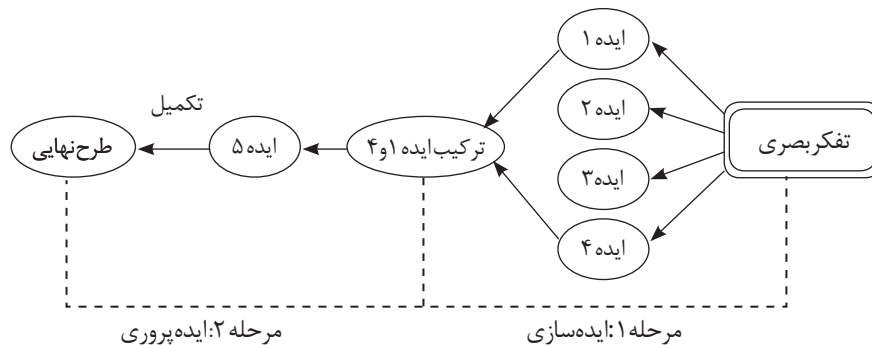 تفکر بصری
ایده ۱
ایده ۲
ایده ۳
ایده ۴
ترکیب ایده ۱ و ۴
ایده ۵
تکمیل
طرح نهایی
مرحله ۱: ایده‌سازی
مرحله ۲: ایده‌پروری